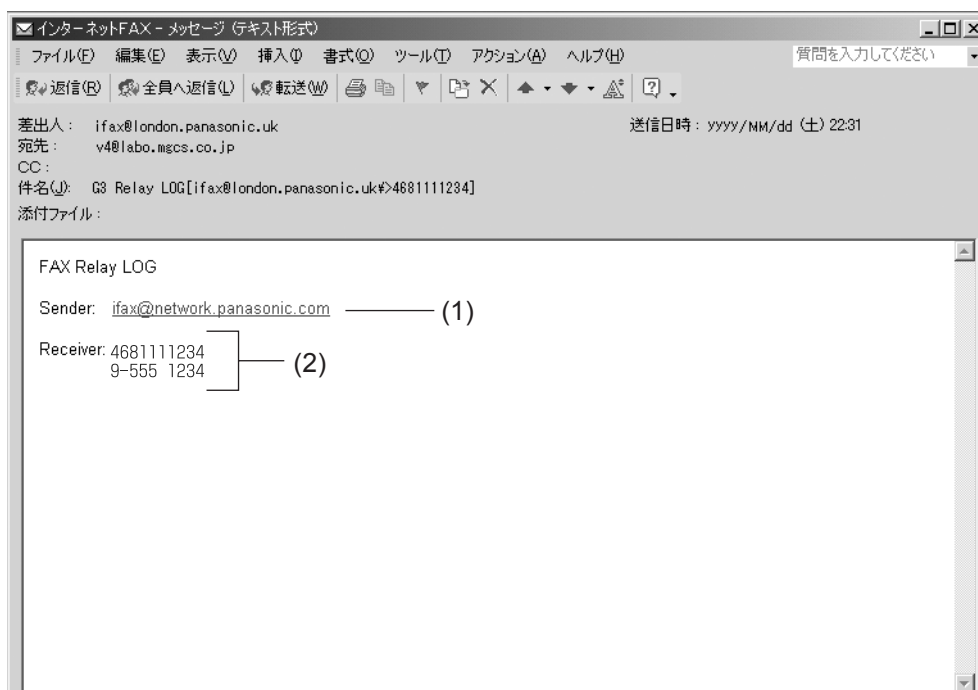 インターネットFAX - メッセージ (テキスト形式)
ファイル(F) 編集(E) 表示(V) 挿入(I) 書式(O) ツール(T) アクション(A) ヘルプ(H) 質問を入力してください
返信(R) 全員へ返信(L) 転送(W)
差出人: ifax@london.panasonic.uk 送信日時: yyyy/MM/dd (土) 22:31
宛先: v4@labo.mgcs.co.jp
CC:
件名(J): G3 Relay LOG[ifax@london.panasonic.uk¥>4681111234]
添付ファイル:
FAX Relay LOG
Sender: ifax@network.panasonic.com (1)
Receiver: 4681111234
9-555 1234 (2)